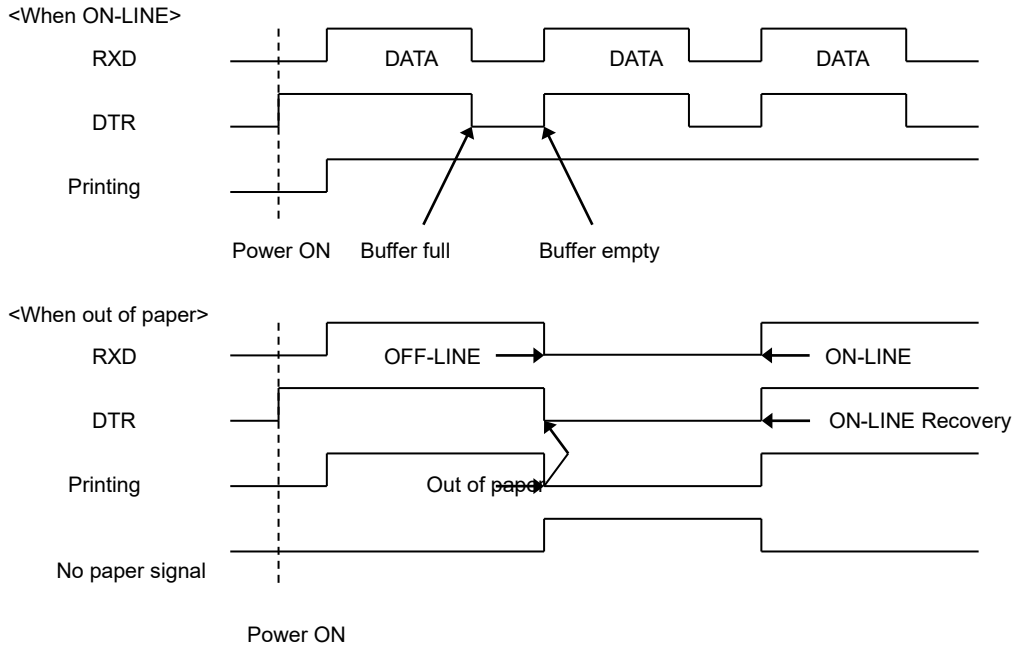 <When ON-LINE>
RXD DATA DATA DATA
DTR
Printing
Power ON Buffer full Buffer empty
<When out of paper>
RXD OFF-LINE ON-LINE
DTR ON-LINE Recovery
Printing Out of paper
No paper signal
Power ON